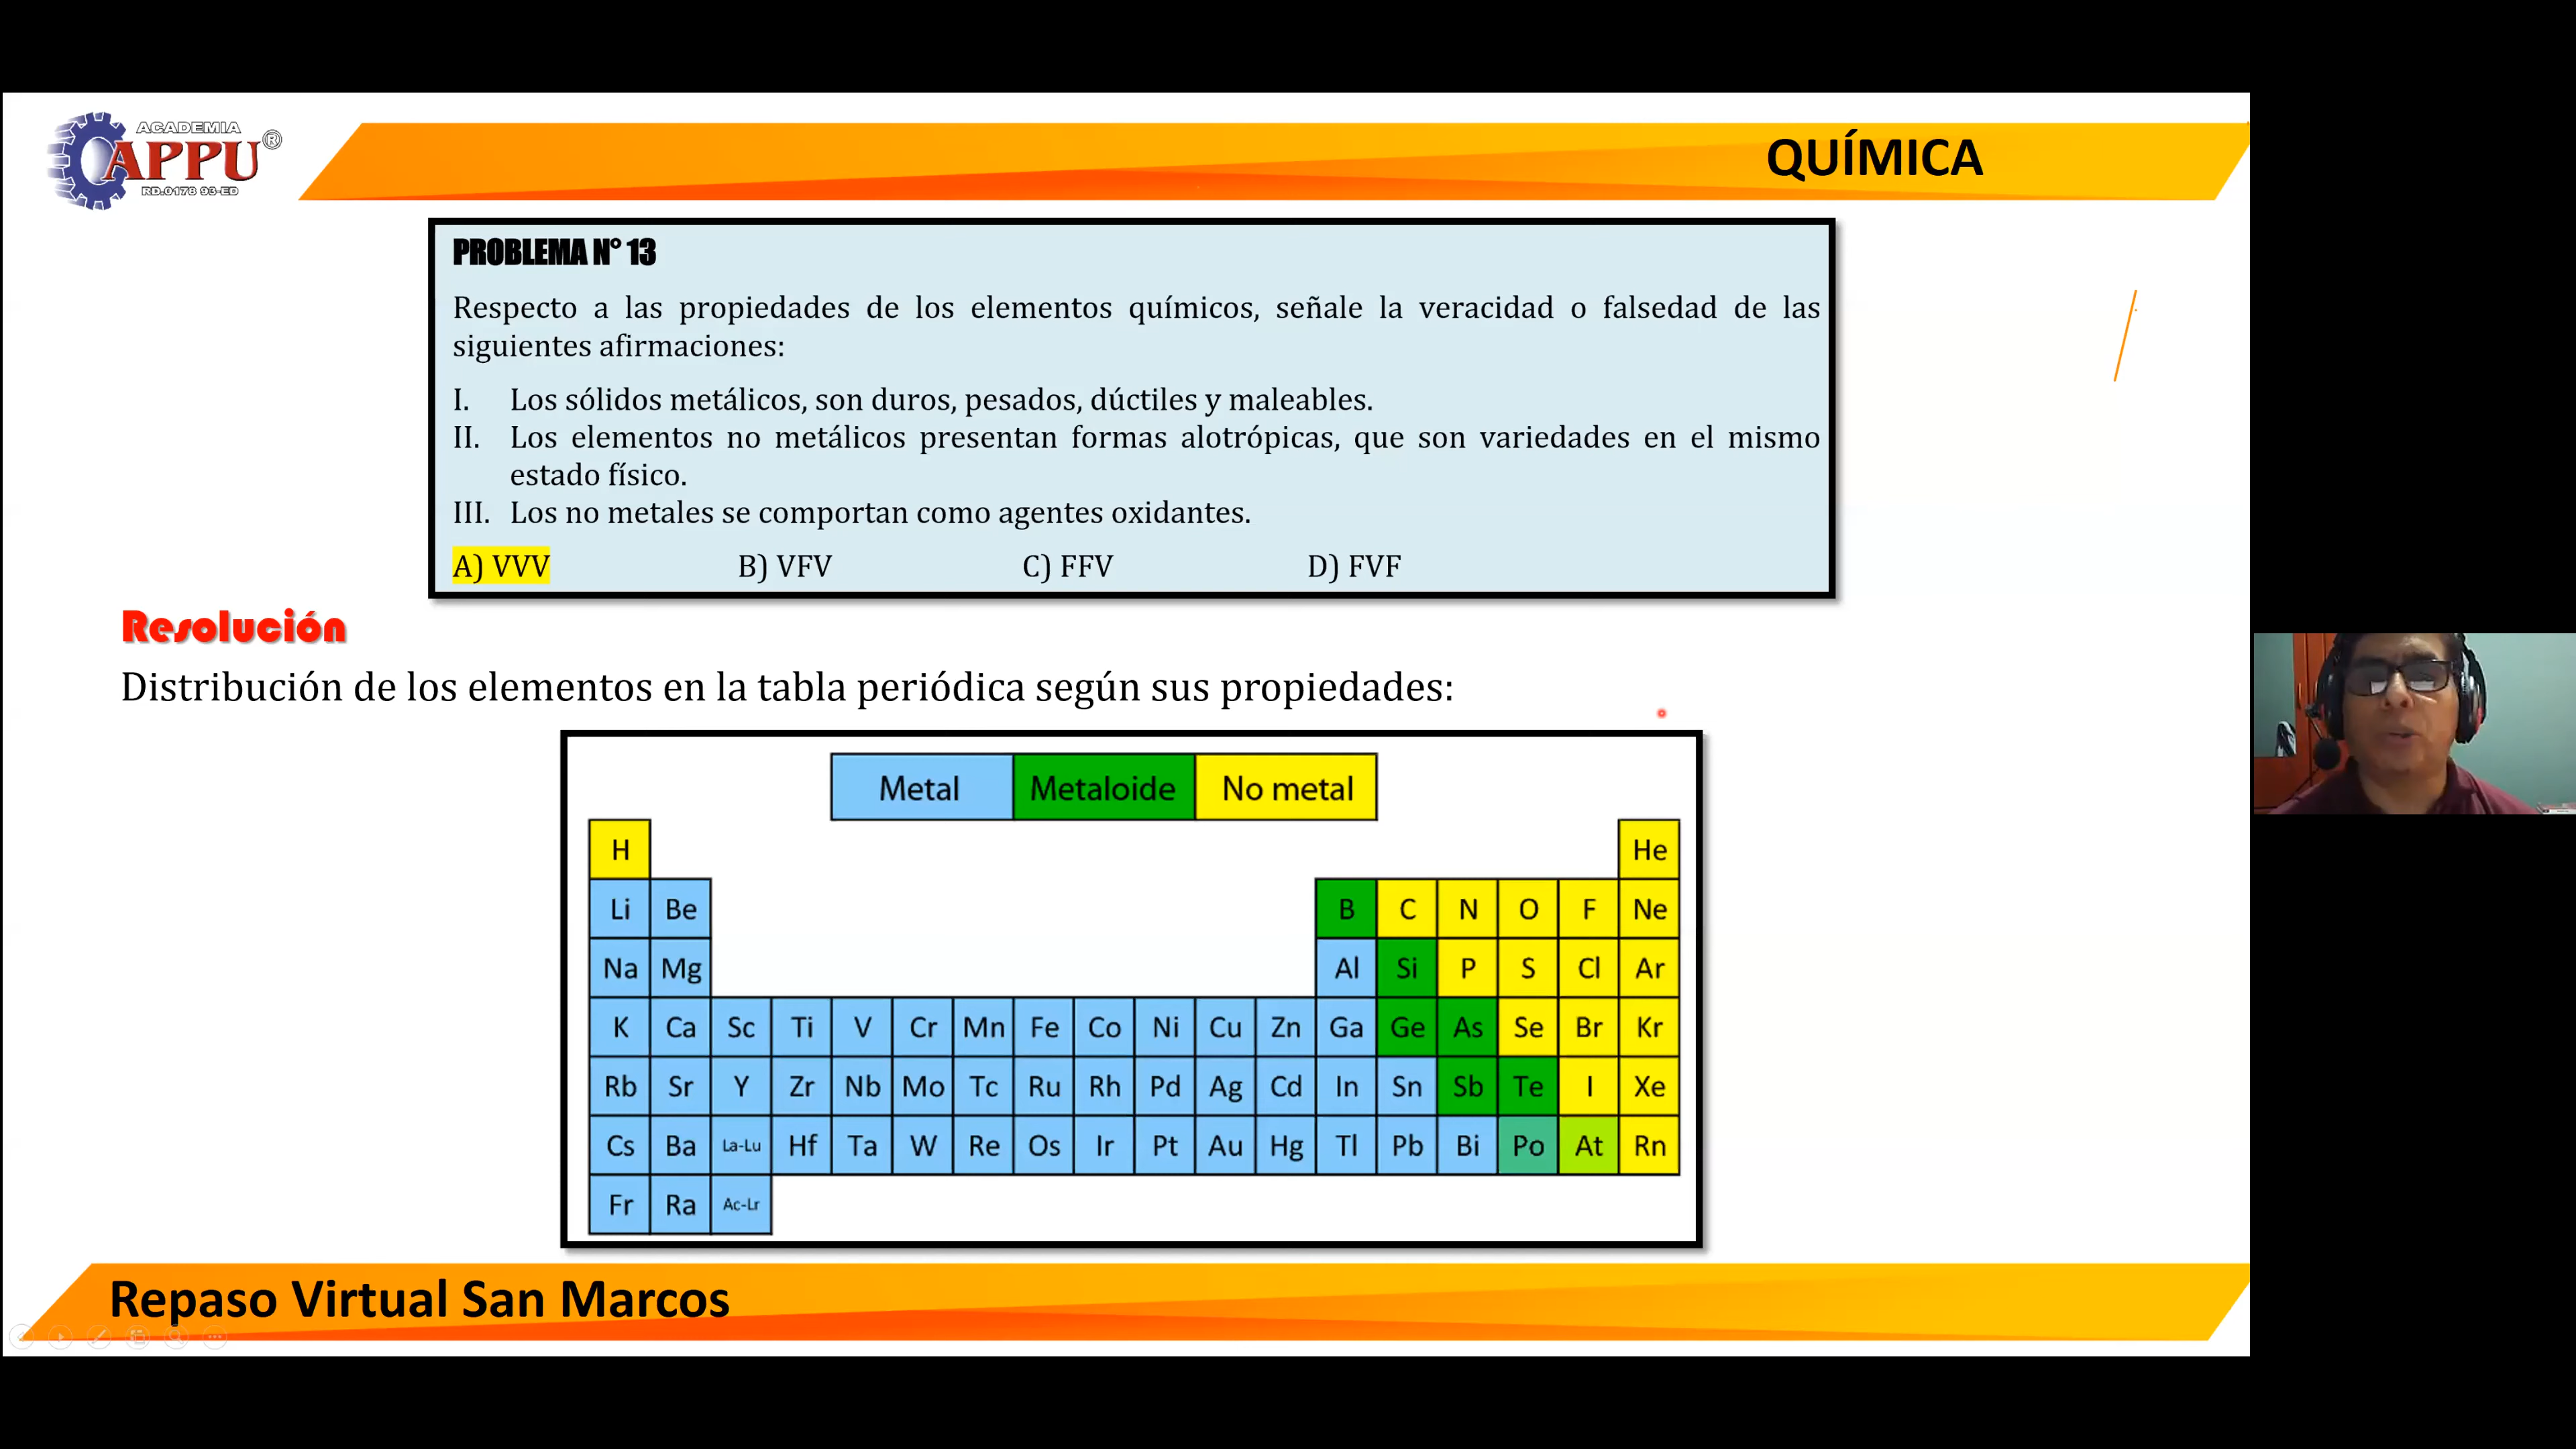 ACADEMIA
APPU®
RD.0178 93-ED
QUÍMICA
PROBLEMA N° 13
Respecto a las propiedades de los elementos químicos, señale la veracidad o falsedad de las
siguientes afirmaciones:
I. Los sólidos metálicos, son duros, pesados, dúctiles y maleables.
II. Los elementos no metálicos presentan formas alotrópicas, que son variedades en el mismo
estado físico.
III. Los no metales se comportan como agentes oxidantes.
A) VVV B) VFV C) FFV D) FVF
Resolución
Distribución de los elementos en la tabla periódica según sus propiedades:
Metal Metaloide No metal
H He
Li Be B C N O F Ne
Na Mg Al Si P S Cl Ar
K Ca Sc Ti V Cr Mn Fe Co Ni Cu Zn Ga Ge As Se Br Kr
Rb Sr Y Zr Nb Mo Tc Ru Rh Pd Ag Cd In Sn Sb Te I Xe
Cs Ba La-Lu Hf Ta W Re Os Ir Pt Au Hg Tl Pb Bi Po At Rn
Fr Ra Ac-Lr
Repaso Virtual San Marcos